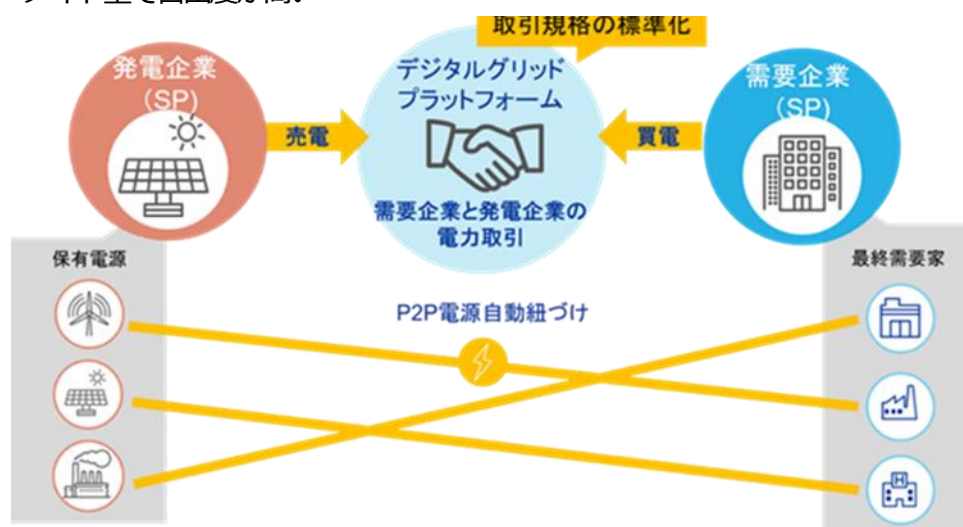 取引規格の標準化
発電企業
(SP)
デジタルグリッド
プラットフォーム
需要企業
(SP)
売電
買電
需要企業と発電企業の
電力取引
保有電源
最終需要家
P2P電源自動紐づけ
H